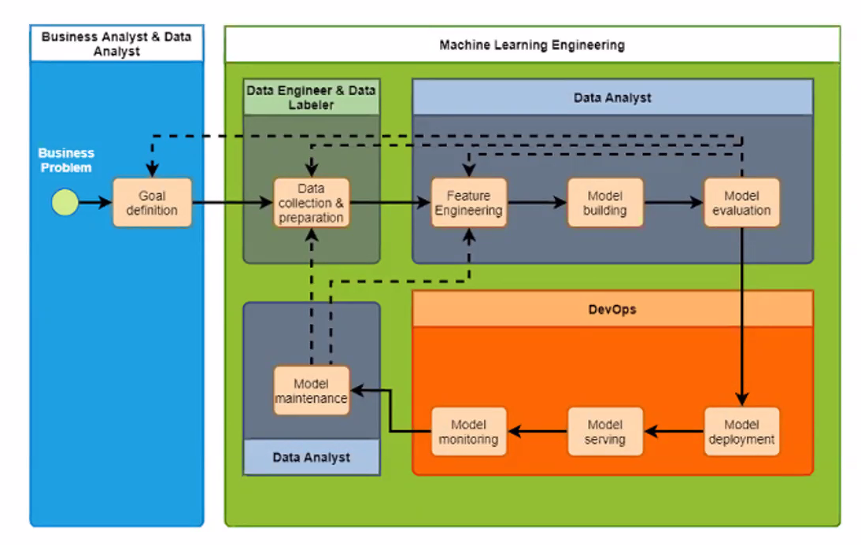 Business Analyst & Data
Analyst
Machine Learning Engineering
Data Engineer & Data
Labeler
Data Analyst
Business
Problem
Goal
definition
Data
collection &
preparation
Feature
Engineering
Model
building
Model
evaluation
DevOps
Model
maintenance
Model
monitoring
Model
serving
Model
deployment
Data Analyst